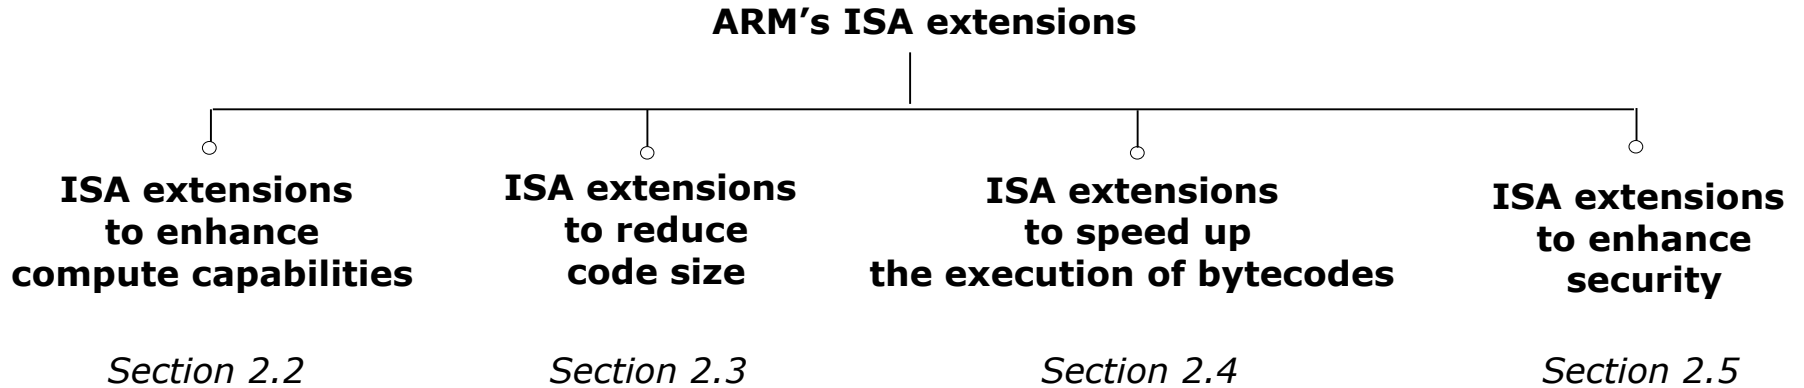 ARM’s ISA extensions
ISA extensions
to enhance
compute capabilities
Section 2.2
ISA extensions
to reduce
code size
Section 2.3
ISA extensions
to speed up
the execution of bytecodes
Section 2.4
ISA extensions
to enhance
security
Section 2.5